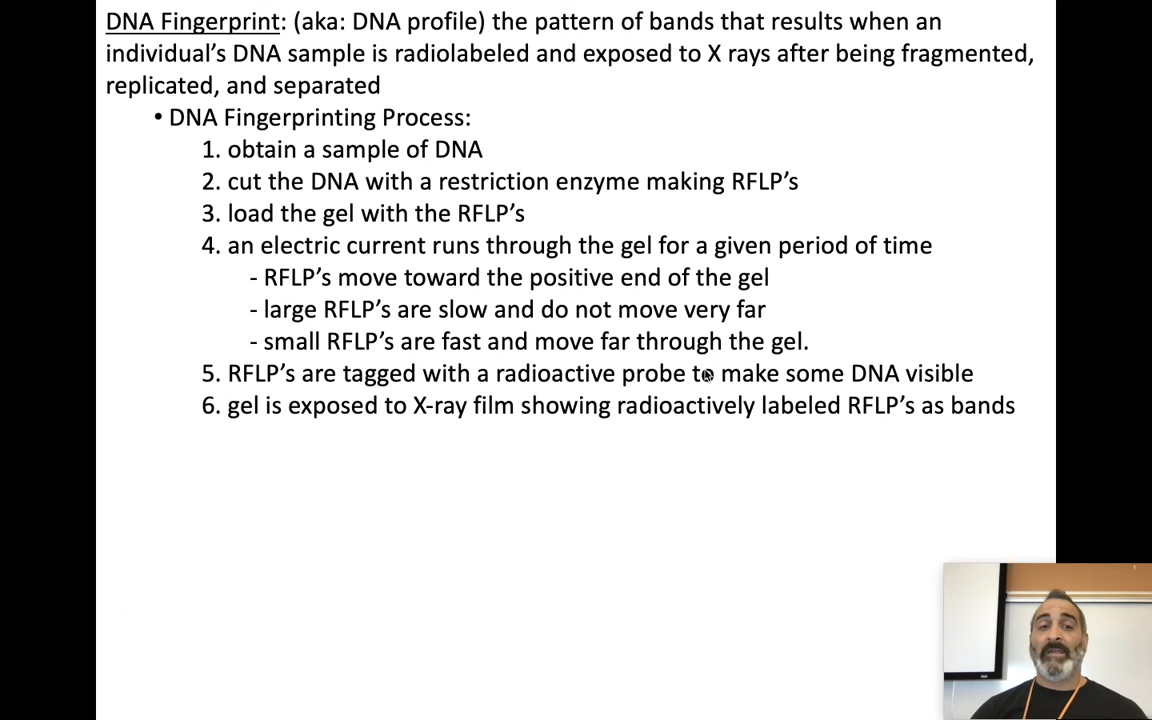 DNA Fingerprint: (aka: DNA profile) the pattern of bands that results when an
individual’s DNA sample is radiolabeled and exposed to X rays after being fragmented,
replicated, and separated
• DNA Fingerprinting Process:
1. obtain a sample of DNA
2. cut the DNA with a restriction enzyme making RFLP’s
3. load the gel with the RFLP’s
4. an electric current runs through the gel for a given period of time
- RFLP’s move toward the positive end of the gel
- large RFLP’s are slow and do not move very far
- small RFLP’s are fast and move far through the gel.
5. RFLP’s are tagged with a radioactive probe to make some DNA visible
6. gel is exposed to X-ray film showing radioactively labeled RFLP’s as bands